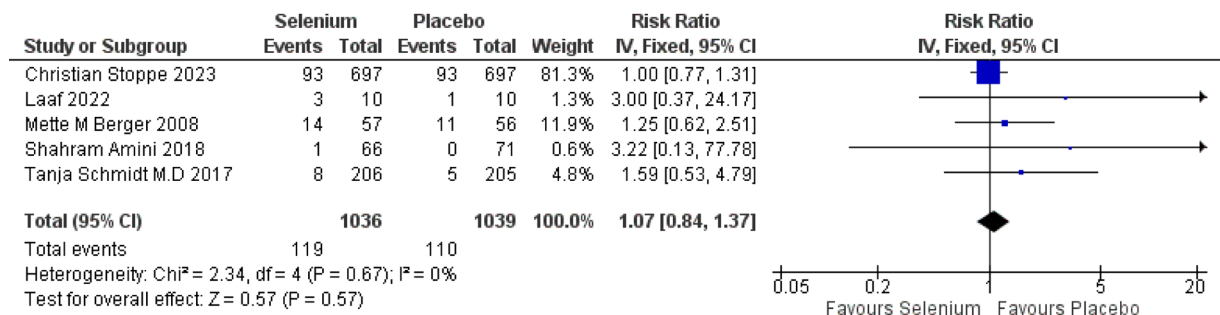 Selenium Placebo Risk Ratio Risk Ratio
Study or Subgroup Events Total Events Total Weight IV, Fixed, 95% CI IV, Fixed, 95% CI
Christian Stoppe 2023 93 697 93 697 81.3% 1.00 [0.77, 1.31]
Laaf 2022 3 10 1 10 1.3% 3.00 [0.37, 24.17]
Mette M Berger 2008 14 57 11 56 11.9% 1.25 [0.62, 2.51]
Shahram Amini 2018 1 66 0 71 0.6% 3.22 [0.13, 77.78]
Tanja Schmidt M.D 2017 8 206 5 205 4.8% 1.59 [0.53, 4.79]
Total (95% CI) 1036 1039 100.0% 1.07 [0.84, 1.37]
Total events 119 110
Heterogeneity: Chi² = 2.34, df = 4 (P = 0.67); I² = 0%
Test for overall effect: Z = 0.57 (P = 0.57)
0.05 0.2 1 5 20
Favours Selenium Favours Placebo